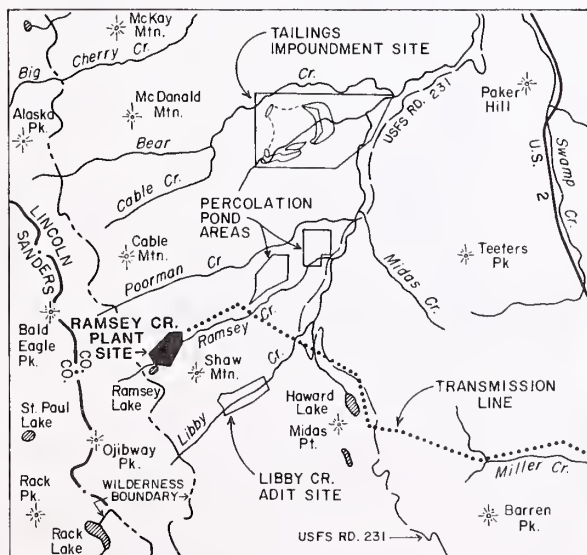 McKay
Mtn.
Big Cherry Cr.
TAILINGS
IMPOUNDMENT SITE
Cr.
USFS RD. 231
Paker
Hill
McDonald
Mtn.
Alaska
Pk.
Bear
U.S. 2
Swamp Cr.
Cable Cr.
PERCOLATION
POND
AREAS
LINCOLN
SANDERS
CO.
CO.
Cable
Mtn.
Poorman Cr
Midas Cr.
Teeters
Pk
Bald
Eagle
Pk.
RAMSEY CR.
PLANT
SITE
Ramsey Cr.
Shaw
Mtn.
Ramsey
Lake
Libby Cr.
Haward
Lake
TRANSMISSION
LINE
St. Paul
Lake
Ojibway
Pk.
Midas
Pt.
Miller Cr.
LIBBY CR.
ADIT SITE
WILDERNESS
BOUNDARY
Rack
Pk.
Rack
Lake
USFS RD. 231
Barren
Pk.